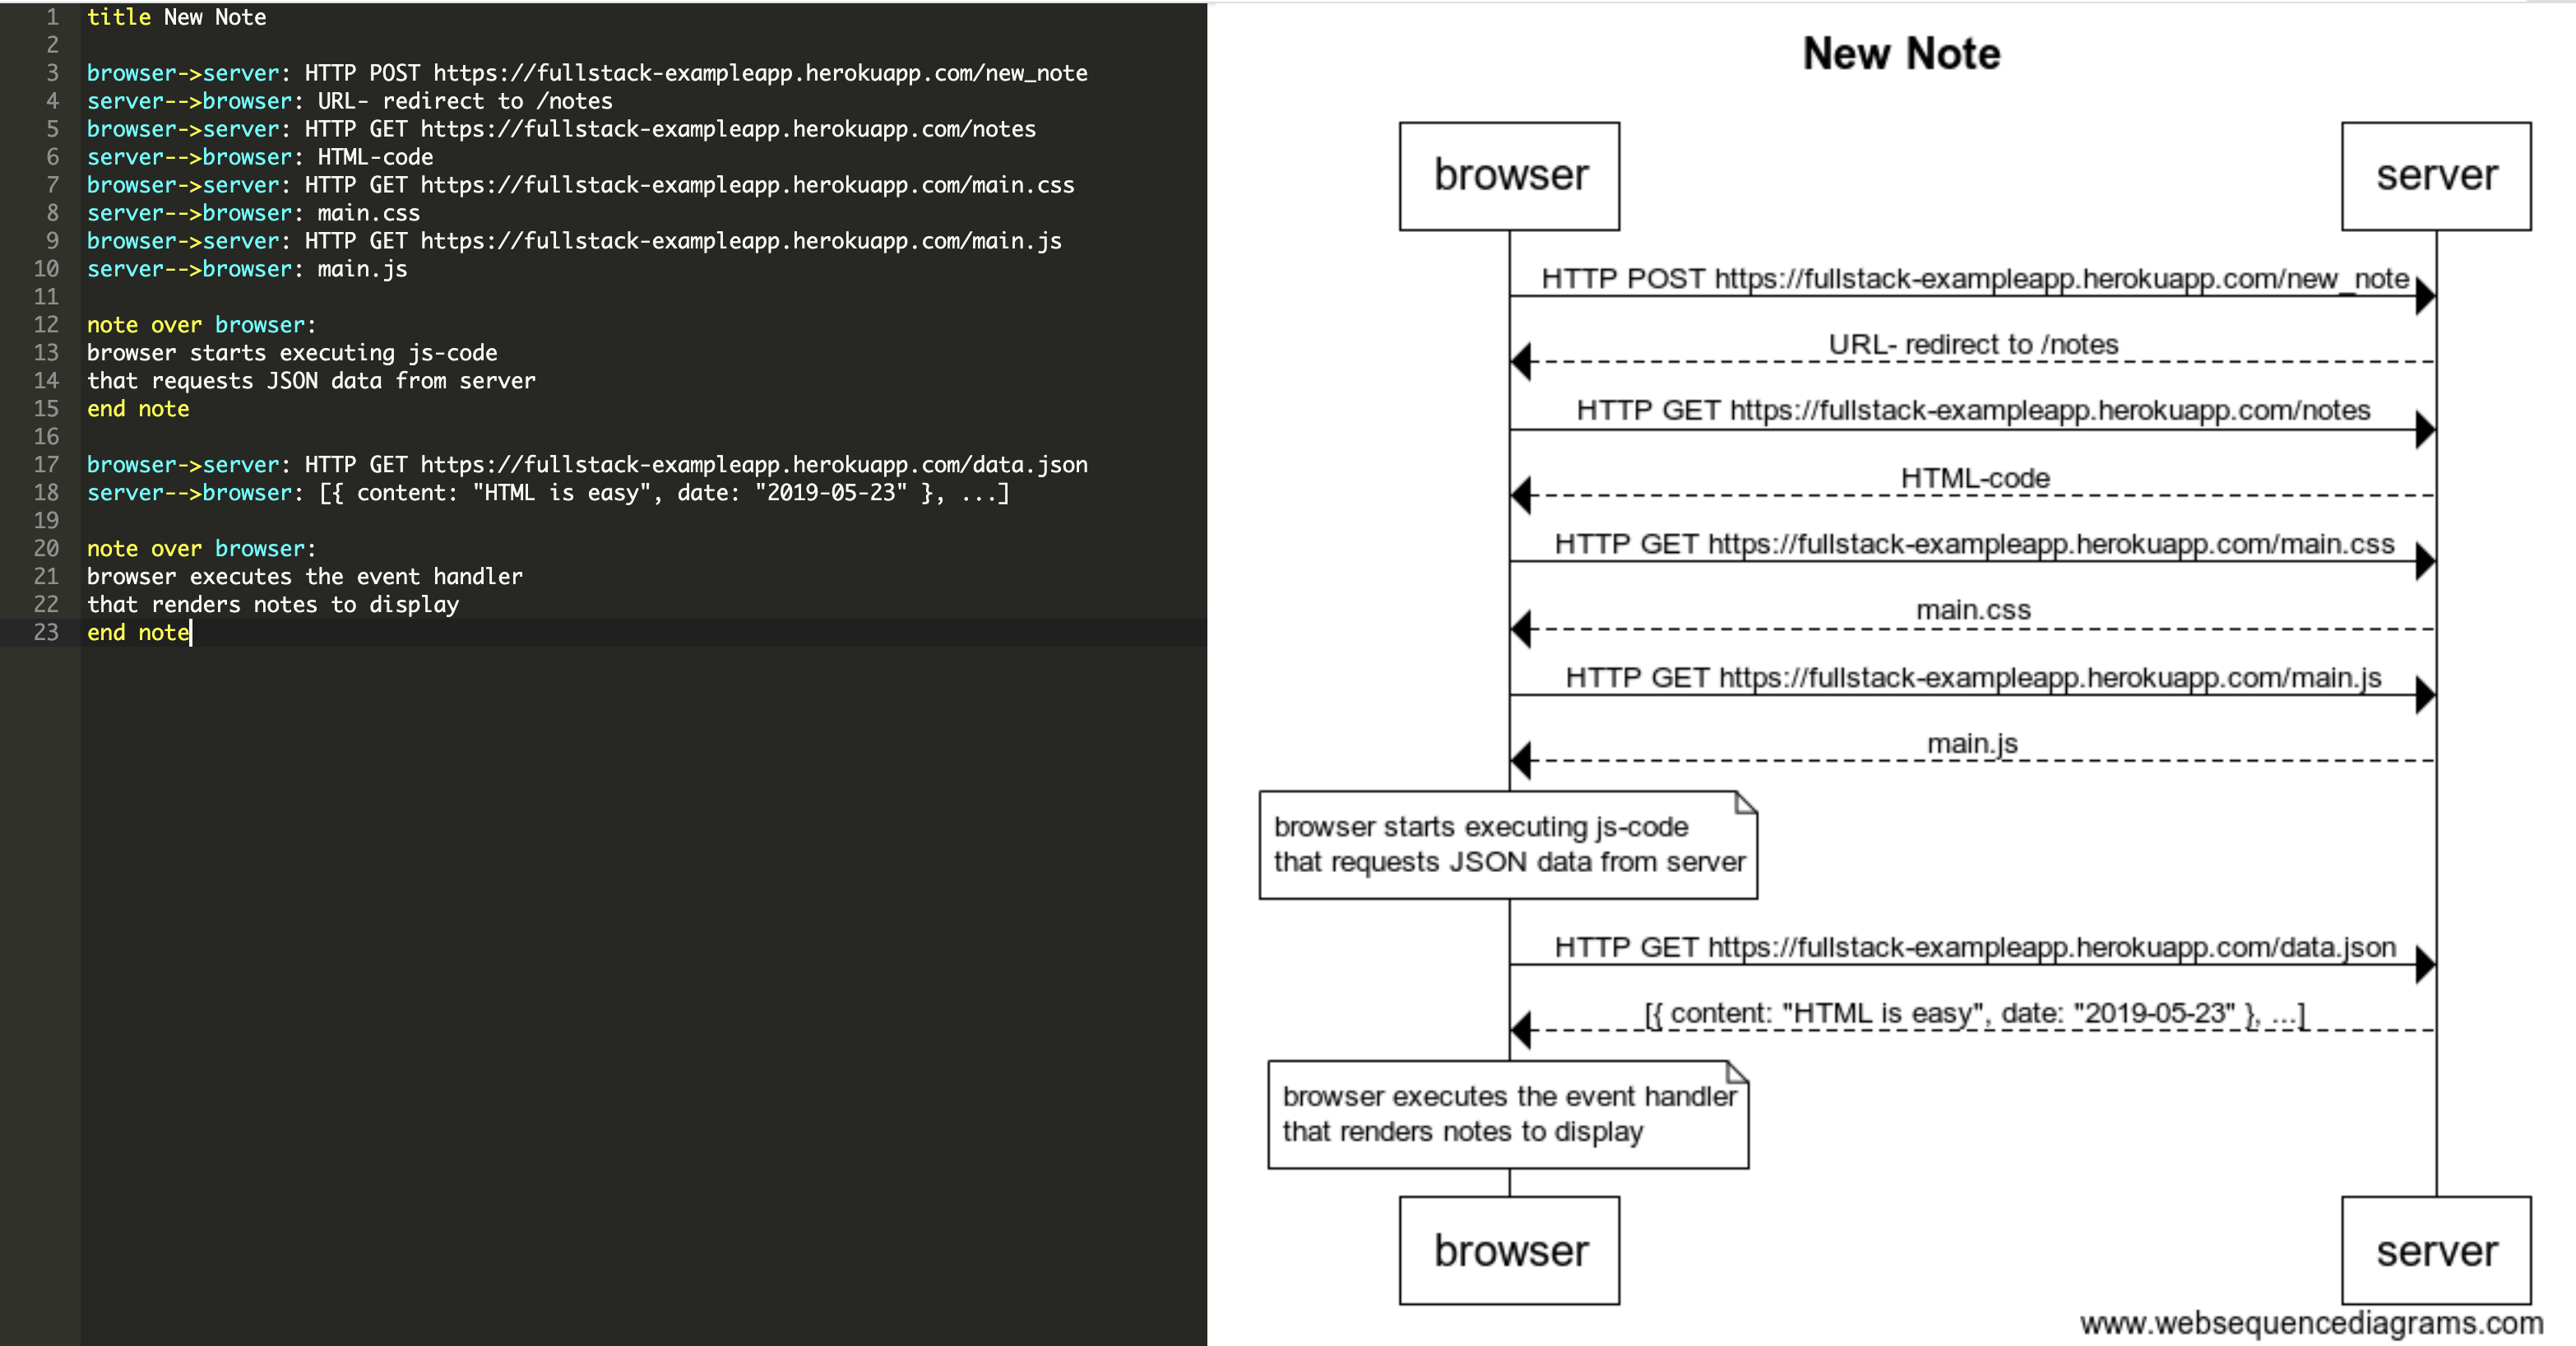 1 title New Note
2
3 browser->server: HTTP POST https://fullstack-exampleapp.herokuapp.com/new_note
4 server-->browser: URL- redirect to /notes
5 browser->server: HTTP GET https://fullstack-exampleapp.herokuapp.com/notes
6 server-->browser: HTML-code
7 browser->server: HTTP GET https://fullstack-exampleapp.herokuapp.com/main.css
8 server-->browser: main.css
9 browser->server: HTTP GET https://fullstack-exampleapp.herokuapp.com/main.js
10 server-->browser: main.js
11
12 note over browser:
13 browser starts executing js-code
14 that requests JSON data from server
15 end note
16
17 browser->server: HTTP GET https://fullstack-exampleapp.herokuapp.com/data.json
18 server-->browser: [{ content: "HTML is easy", date: "2019-05-23" }, ...]
19
20 note over browser:
21 browser executes the event handler
22 that renders notes to display
23 end note
New Note
browser
server
HTTP POST https://fullstack-exampleapp.herokuapp.com/new_note
URL- redirect to /notes
HTTP GET https://fullstack-exampleapp.herokuapp.com/notes
HTML-code
HTTP GET https://fullstack-exampleapp.herokuapp.com/main.css
main.css
HTTP GET https://fullstack-exampleapp.herokuapp.com/main.js
main.js
browser starts executing js-code
that requests JSON data from server
HTTP GET https://fullstack-exampleapp.herokuapp.com/data.json
[{ content: "HTML is easy", date: "2019-05-23" }, ...]
browser executes the event handler
that renders notes to display
browser
server
www.websequencediagrams.com